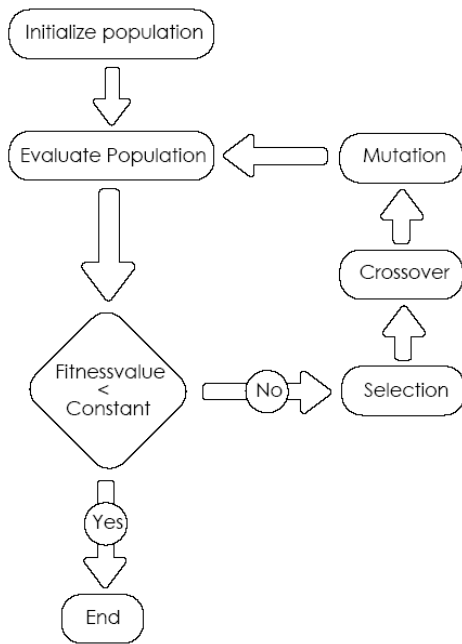 Initialize population
Evaluate Population
Mutation
Crossover
Fitnessvalue
<
Constant
No
Selection
Yes
End